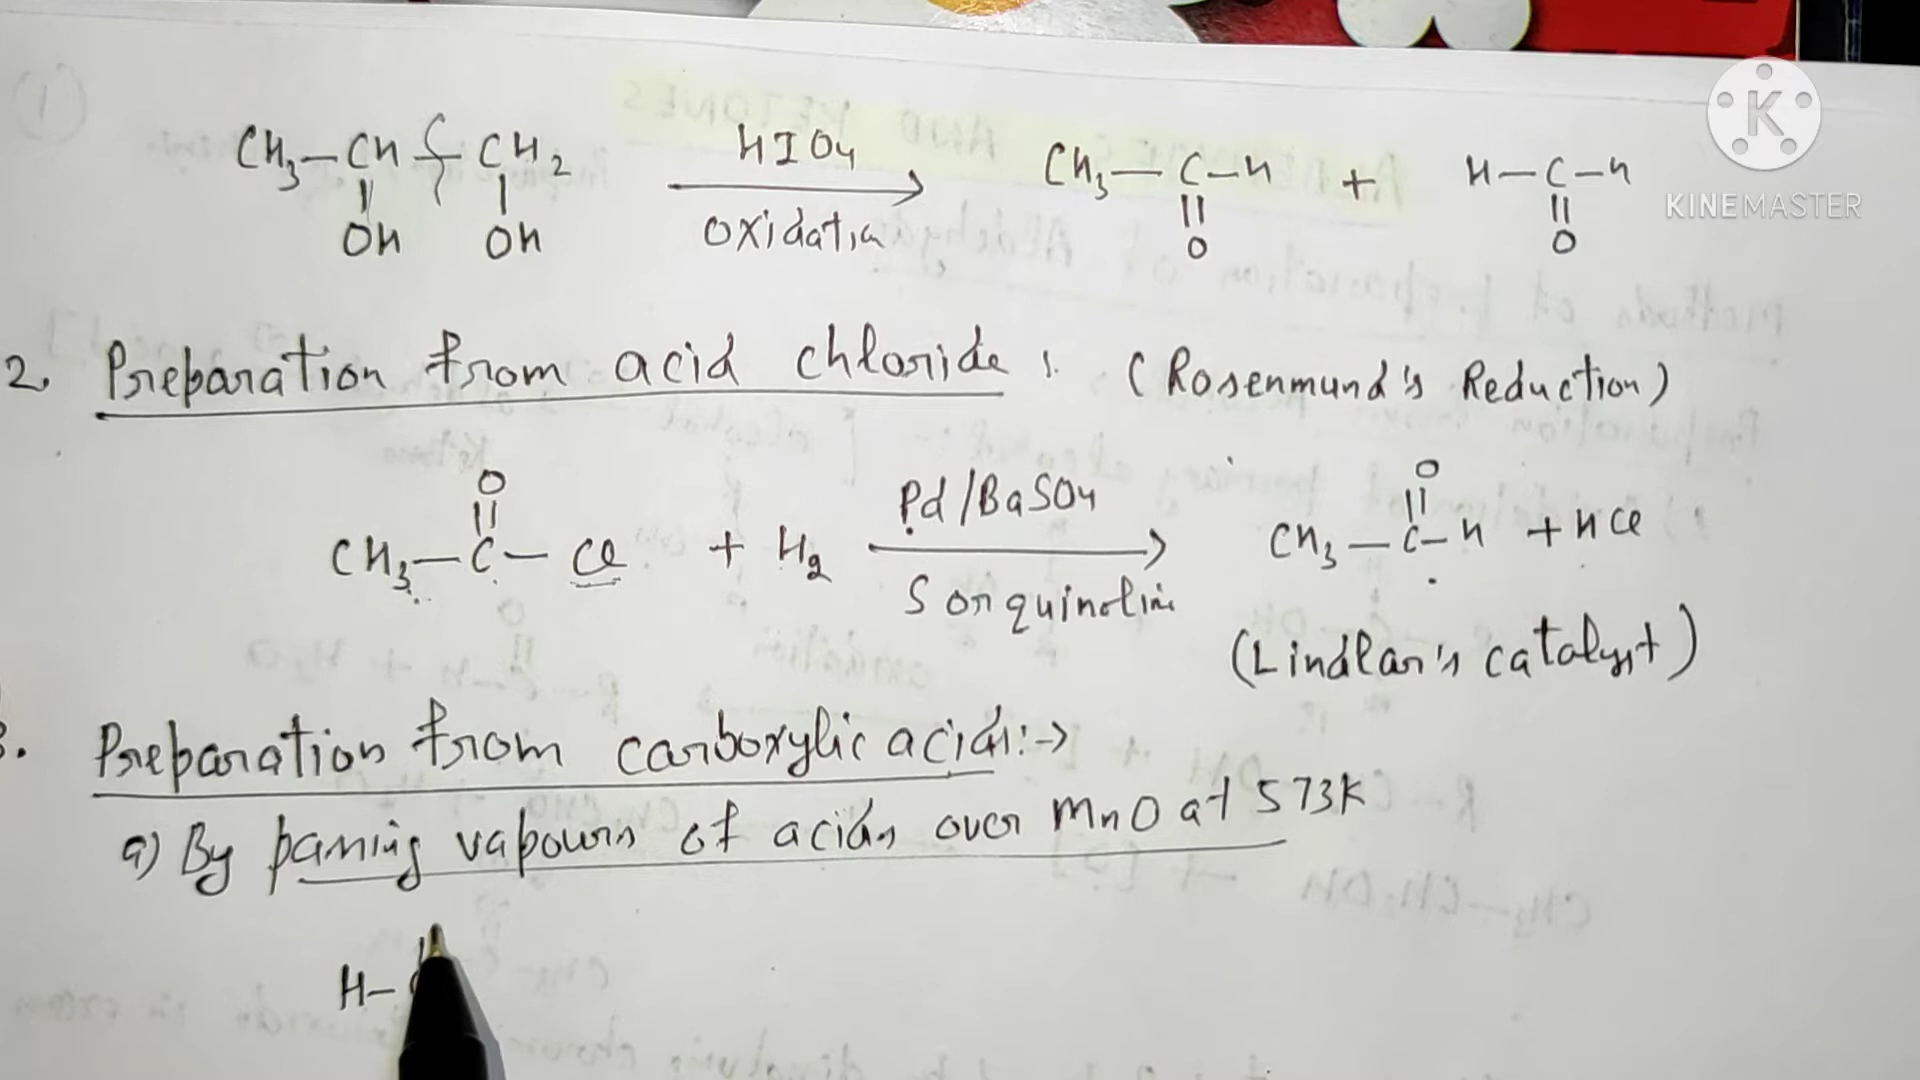 CH3-CH-CH2
OH OH
HIO4
oxidation
CH3-C-H + H-C-H
O O
KINEMASTER
2. Preparation from acid chloride : (Rosenmund's Reduction)
O O
CH3-C-Cl + H2 Pd/BaSO4 CH3-C-H + HCl
S or quinoline
(Lindlar's catalyst)
3. Preparation from carboxylic acids:→
a) By passing vapours of acids over MnO at 573K
H-